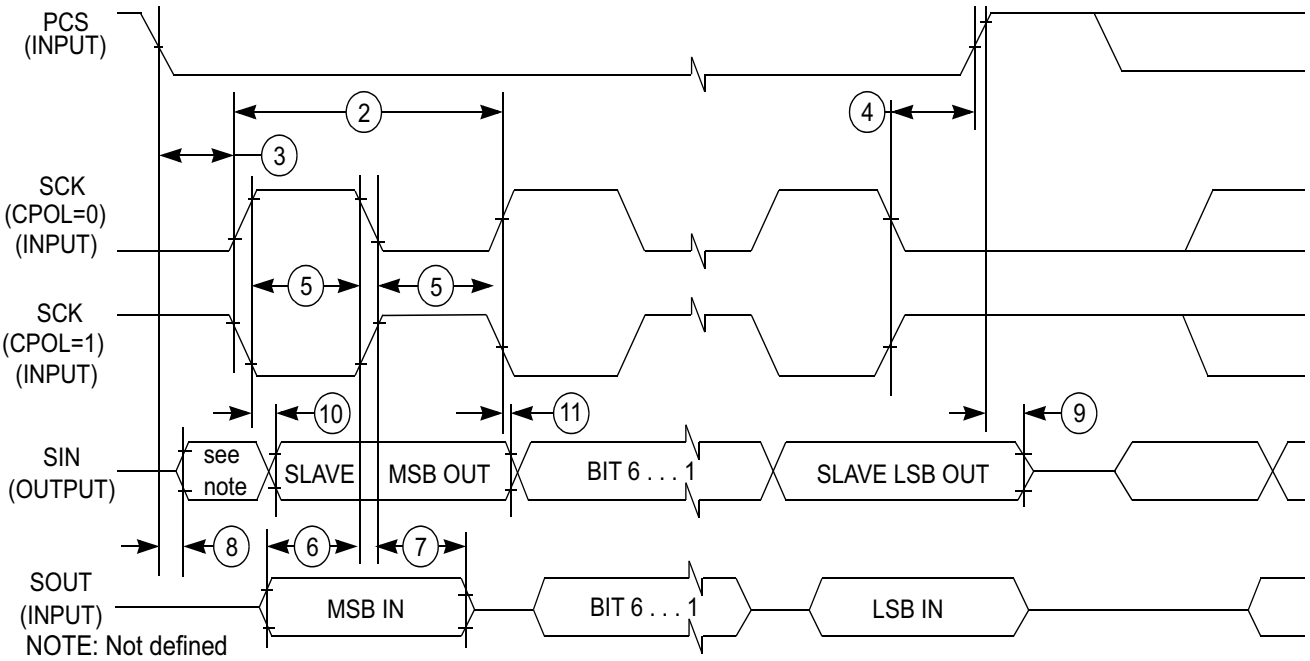 PCS
(INPUT)
2
4
3
SCK
(CPOL=0)
(INPUT)
5
5
SCK
(CPOL=1)
(INPUT)
10
11
9
SIN
(OUTPUT)
see
note
SLAVE
MSB OUT
BIT 6 . . . 1
SLAVE LSB OUT
8
6
7
SOUT
(INPUT)
MSB IN
BIT 6 . . . 1
LSB IN
NOTE: Not defined